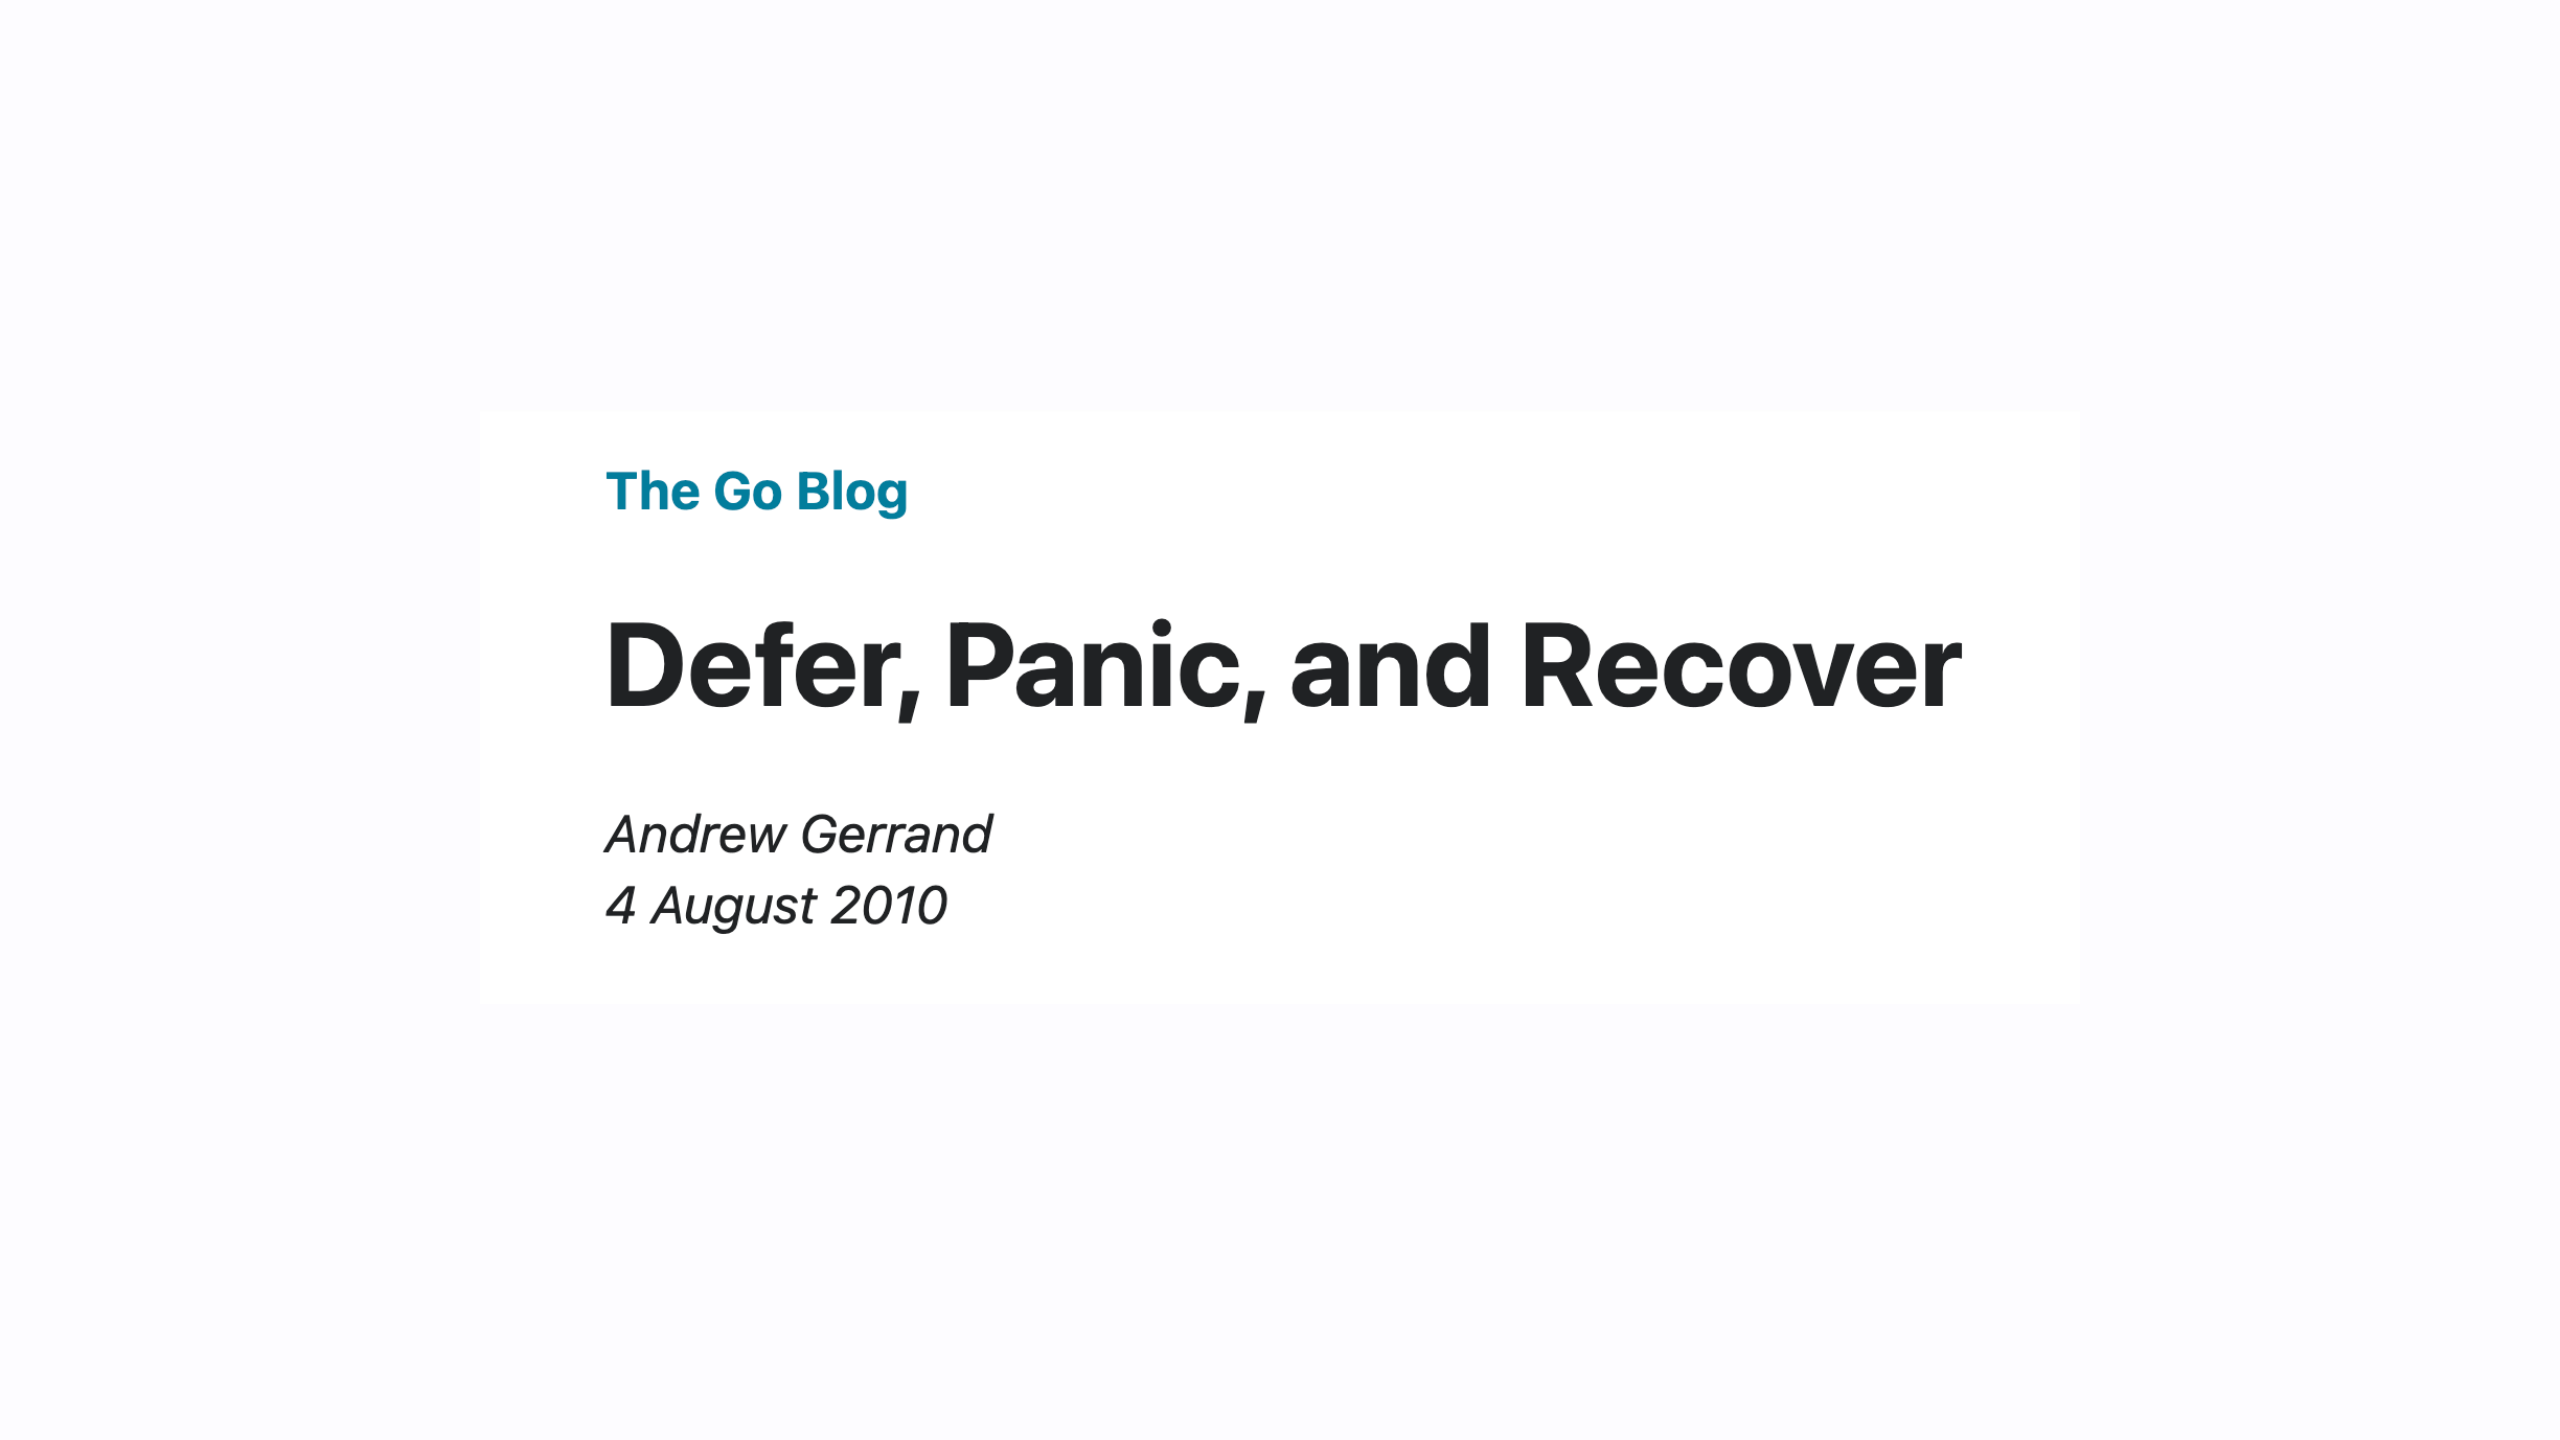 The Go Blog
Defer, Panic, and Recover
Andrew Gerrand
4 August 2010